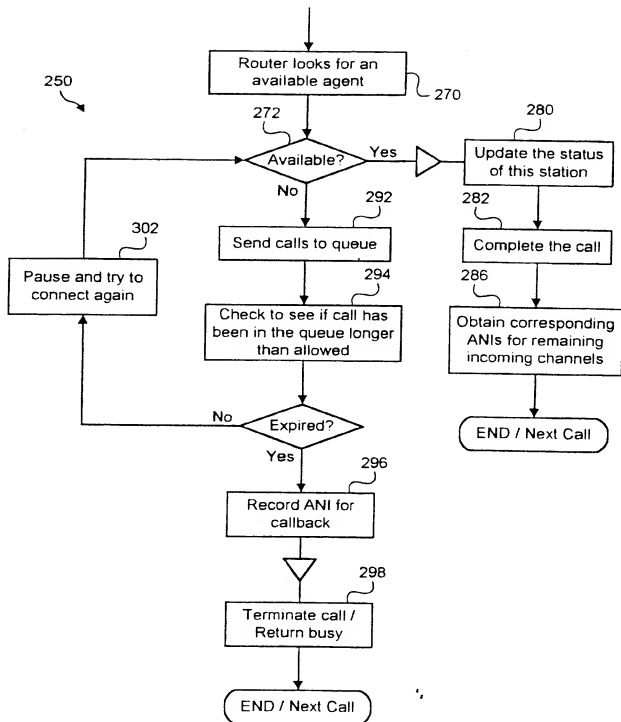 Router looks for an
available agent
270
250
272
Available?
Yes
No
280
Update the status
of this station
292
Send calls to queue
282
Complete the call
302
Pause and try to
connect again
294
Check to see if call has
been in the queue longer
than allowed
286
Obtain corresponding
ANIs for remaining
incoming channels
END / Next Call
No
Expired?
Yes
296
Record ANI for
callback
298
Terminate call /
Return busy
END / Next Call